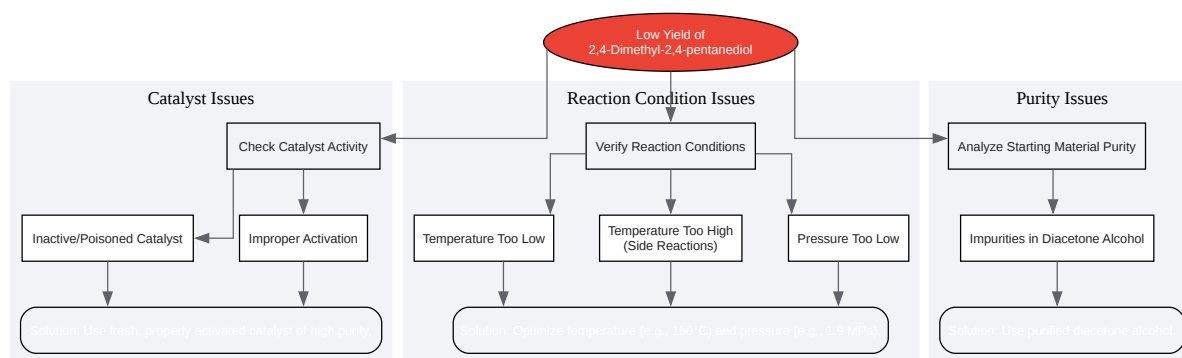 Low Yield of
2,4-Dimethyl-2,4-pentanediol
Catalyst Issues
Reaction Condition Issues
Purity Issues
Check Catalyst Activity
Verify Reaction Conditions
Analyze Starting Material Purity
Inactive/Poisoned Catalyst
Improper Activation
Temperature Too Low
Temperature Too High
(Side Reactions)
Pressure Too Low
Impurities in Diacetone Alcohol
Solution: Use fresh, properly activated catalyst of high purity.
Solution: Optimize temperature (e.g., 150°C) and pressure (e.g., 1.9 MPa).
Solution: Use purified diacetone alcohol.